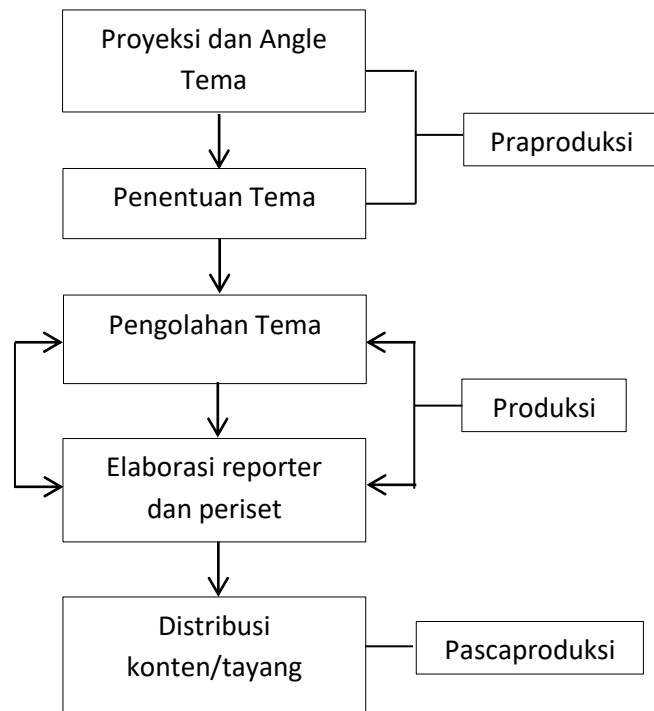 Proyeksi dan Angle
Tema
Praproduksi
Penentuan Tema
Pengolahan Tema
Produksi
Elaborasi reporter
dan periset
Distribusi
konten/tayang
Pascaproduksi